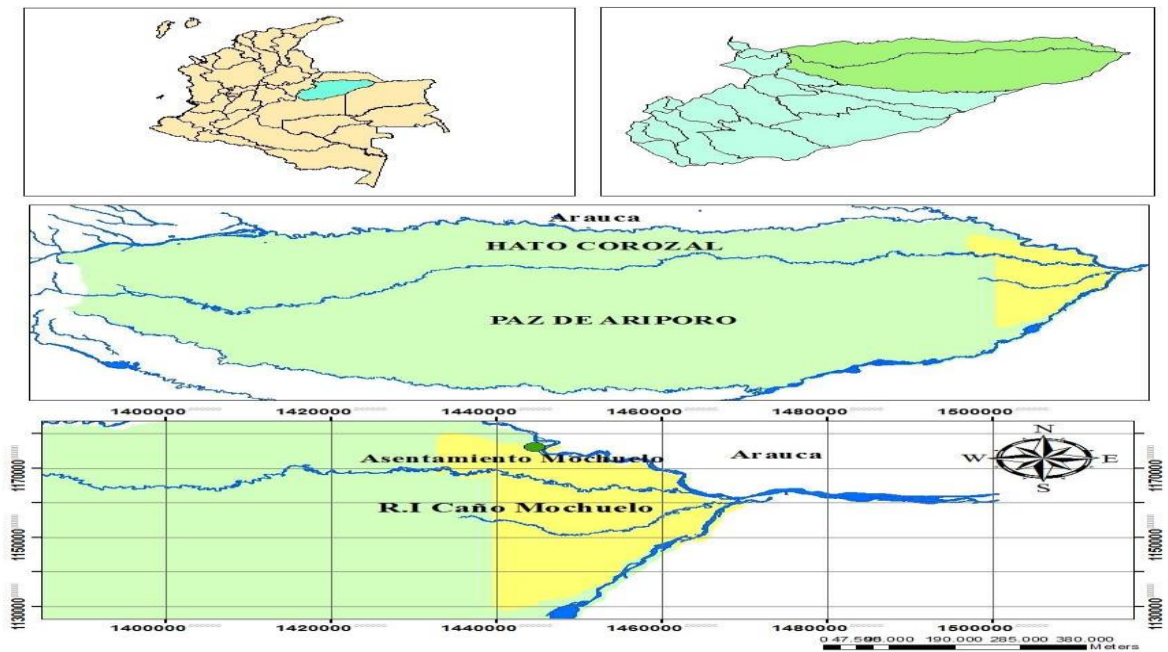 Arauca
HATO COROZAL
PAZ DE ARIPORO
1400000 1420000 1440000 1460000 1480000 1500000
Asentamiento Mochuelo
Arauca
R.I Caño Mochuelo
N
W E
S
1170000 1170000
1150000 1150000
1130000 1130000
1400000 1420000 1440000 1460000 1480000 1500000
190.000 285.000 380.000
Meters